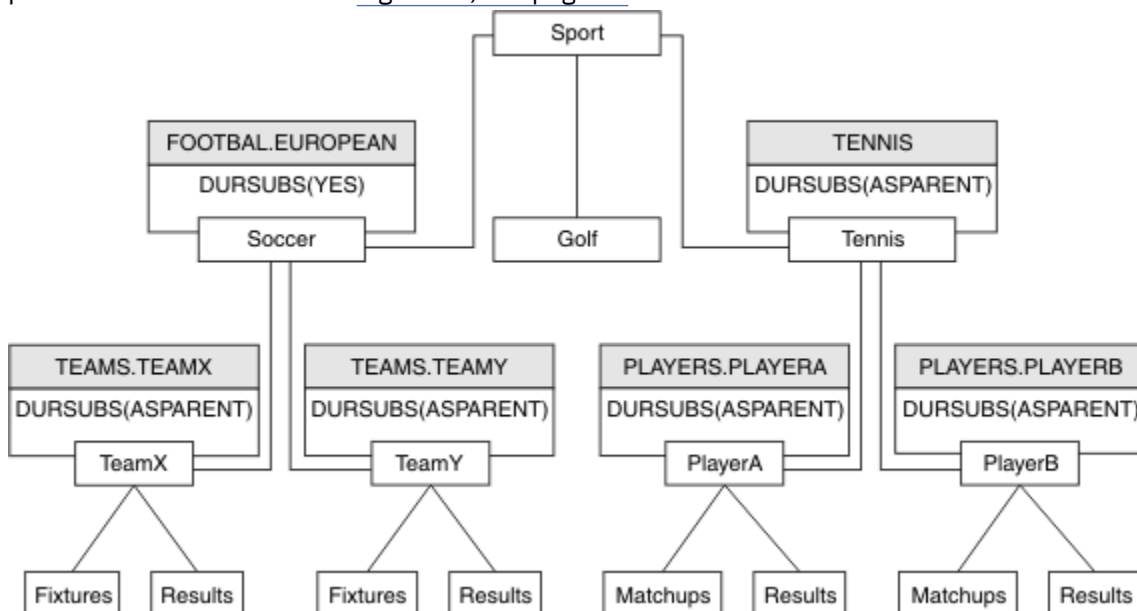 Sport
FOOTBAL.EUROPEAN
DURSUBS(YES)
Soccer
Golf
TENNIS
DURSUBS(ASPARENT)
Tennis
TEAMS.TEAMX
DURSUBS(ASPARENT)
TeamX
TEAMS.TEAMY
DURSUBS(ASPARENT)
TeamY
PLAYERS.PLAYERA
DURSUBS(ASPARENT)
PlayerA
PLAYERS.PLAYERB
DURSUBS(ASPARENT)
PlayerB
Fixtures
Results
Fixtures
Results
Matchups
Results
Matchups
Results